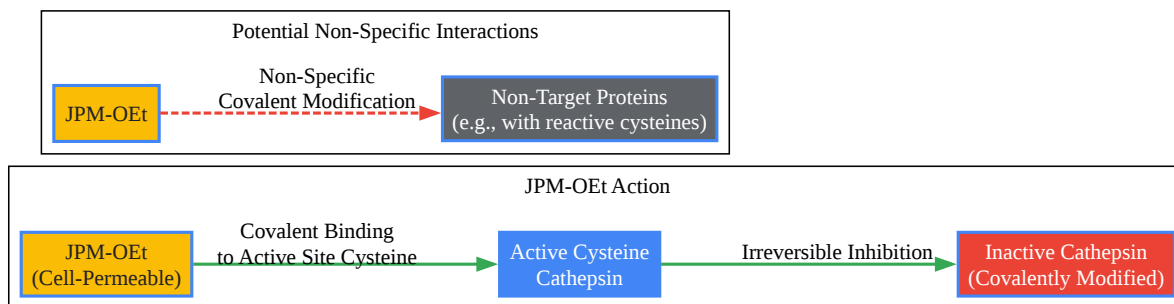 Potential Non-Specific Interactions
JPM-OEt
Non-Specific
Covalent Modification
Non-Target Proteins
(e.g., with reactive cysteines)
JPM-OEt Action
JPM-OEt
(Cell-Permeable)
Covalent Binding
to Active Site Cysteine
Active Cysteine
Cathepsin
Irreversible Inhibition
Inactive Cathepsin
(Covalently Modified)